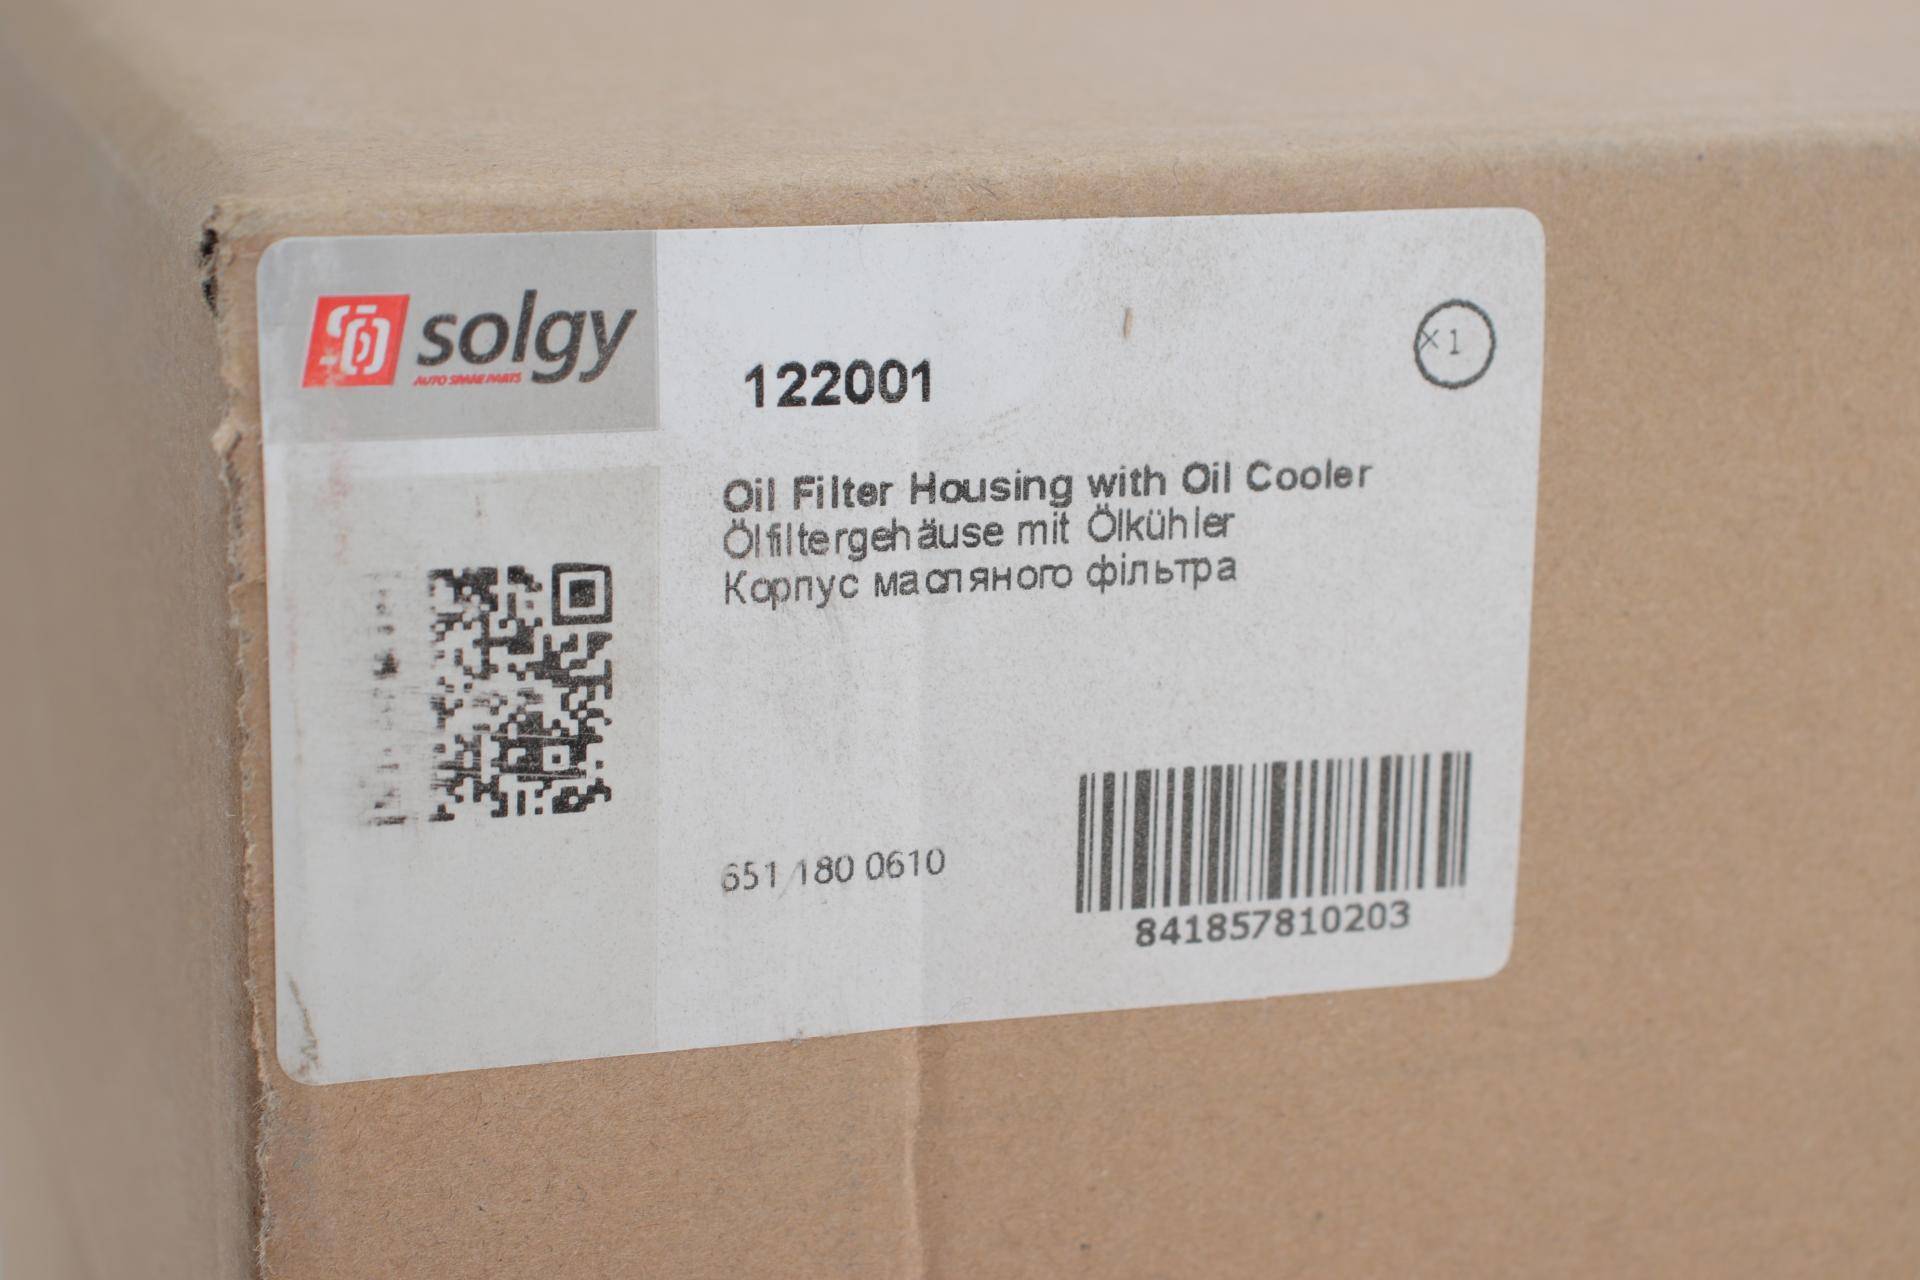 solgy
AUTO SPARE PARTS
122001
×1
Oil Filter Housing with Oil Cooler
Ölfiltergehäuse mit Ölkühler
Корпус масляного фільтра
651 180 0610
841857810203